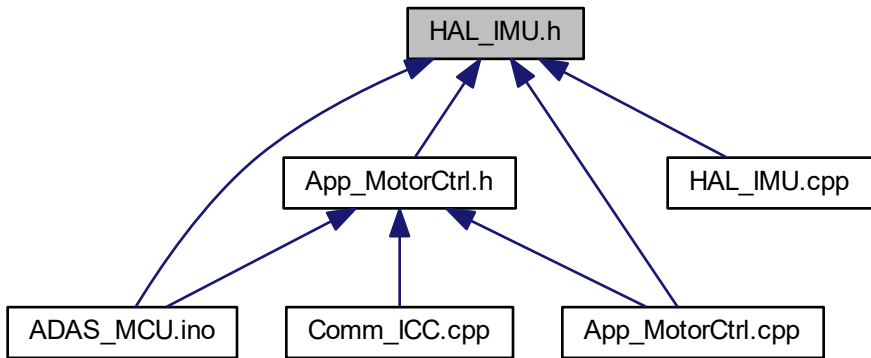 HAL_IMU.h
App_MotorCtrl.h
HAL_IMU.cpp
ADAS_MCU.ino
Comm_ICC.cpp
App_MotorCtrl.cpp